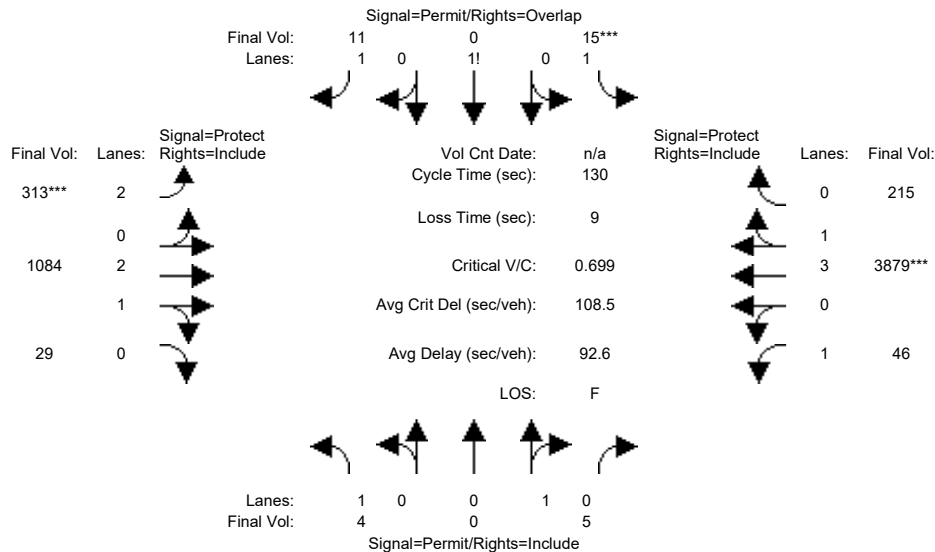 Signal=Permit/Rights=Overlap
Final Vol: 11 0 15***
Lanes: 1 0 1! 0 1
Signal=Protect Signal=Protect
Final Vol: Lanes: Rights=Include Vol Cnt Date: n/a Rights=Include Lanes: Final Vol:
Cycle Time (sec): 130
313*** 2 0 215
Loss Time (sec): 9
0 1
1084 2 Critical V/C: 0.699 3 3879***
1 Avg Crit Del (sec/veh): 108.5 0
29 0 Avg Delay (sec/veh): 92.6 1 46
LOS: F
Lanes: 1 0 0 1 0
Final Vol: 4 0 5
Signal=Permit/Rights=Include